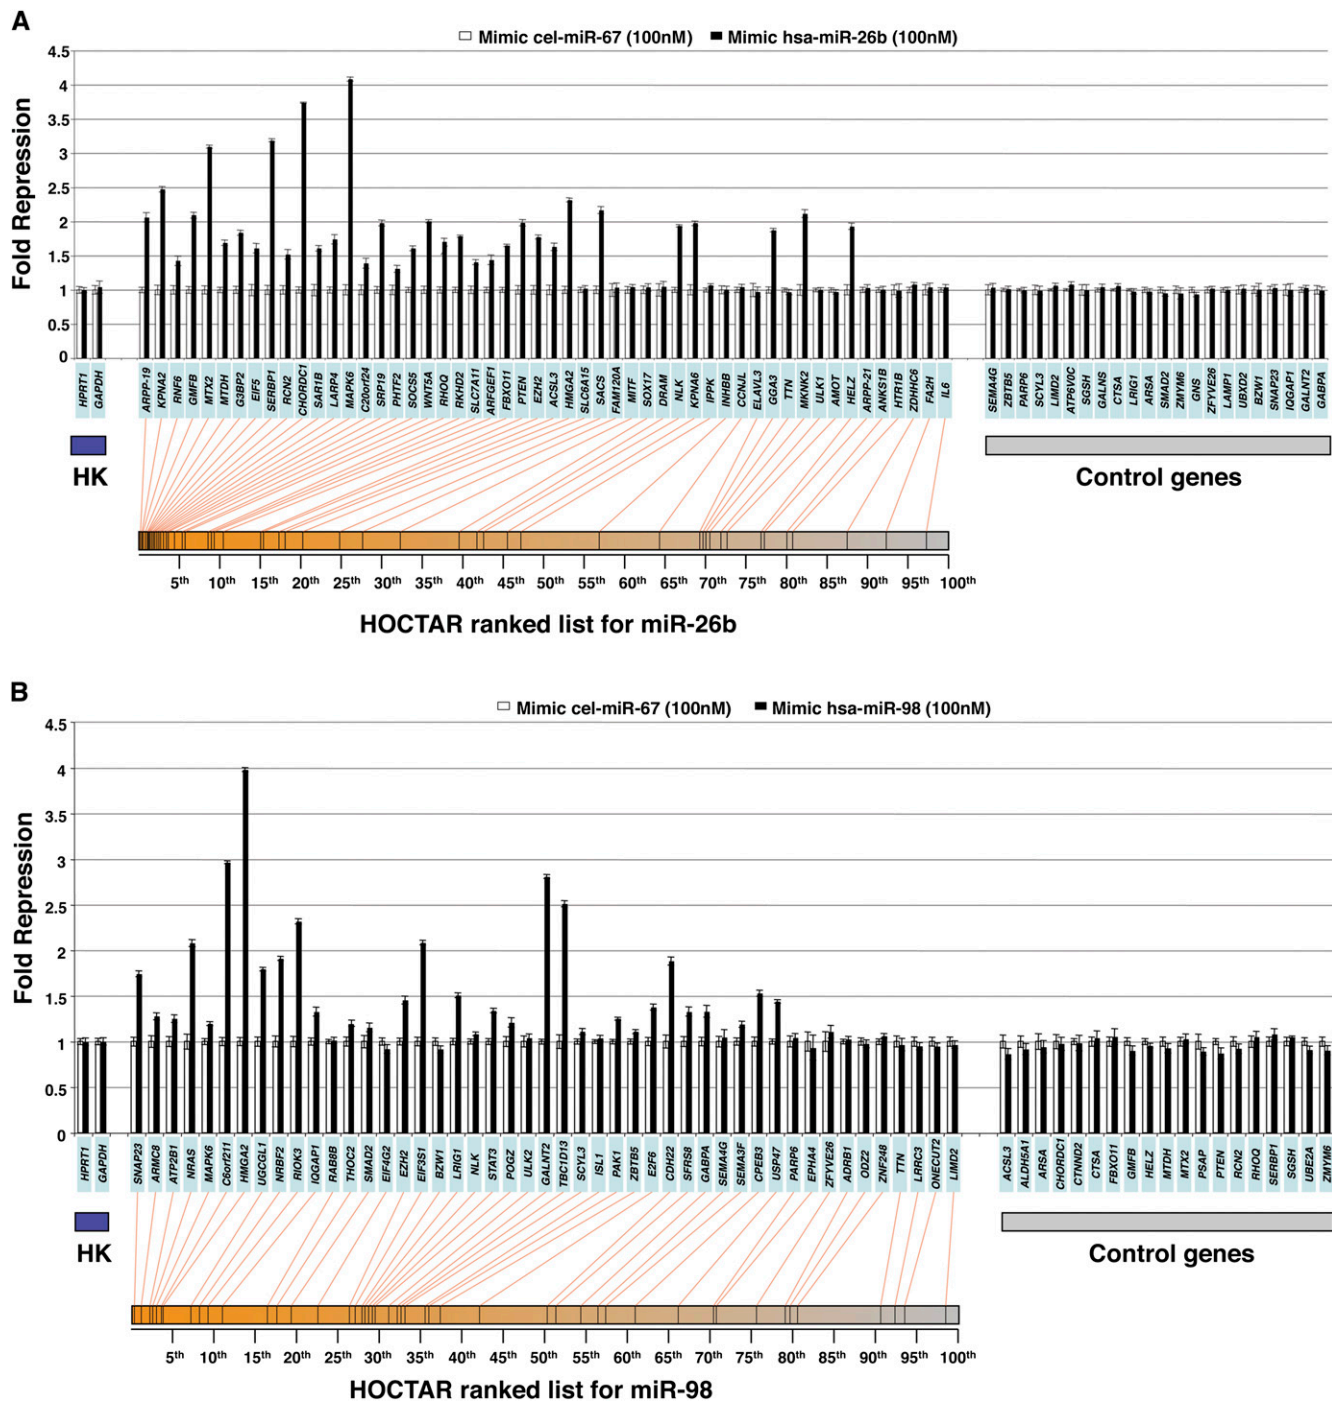 A
Mimic cel-miR-67 (100nM) Mimic hsa-miR-26b (100nM)
Fold Repression
4.5
4
3.5
3
2.5
2
1.5
1
0.5
0
HPRT1
GAPDH
ARPP-19
KPNA2
RNF6
GMFB
MTX2
MTDH
G3BP2
EIF5
SERBP1
RCN2
CHORDC1
SAR1B
LARP4
MAPK6
C20orf24
SRP19
PHTF2
SOCS5
WNT5A
RHOQ
RKHD2
SLC7A11
ARFGEF1
FBXO11
PTEN
EZH2
ACSL3
HMGA2
SLC6A15
SACS
FAM120A
MITF
SOX17
DRAM
NLK
KPNA6
IPPK
INHBB
CCNJL
ELAVL3
GGA3
TTN
MKNK2
ULK1
AMOT
HELZ
ARPP-21
ANKS1B
HTR1B
ZDHHC6
FA2H
IL6
SEMA4G
ZBTB5
PARP6
SCYL3
LIMD2
ATP6V0C
SGSH
GALNS
CTSA
LRIG1
ARSA
SMAD2
ZMYM6
GNS
ZFYVE26
LAMP1
UBXD2
BZW1
SNAP23
IQGAP1
GALNT2
GABPA
HK
Control genes
5th 10th 15th 20th 25th 30th 35th 40th 45th 50th 55th 60th 65th 70th 75th 80th 85th 90th 95th 100th
HOCTAR ranked list for miR-26b
B
Mimic cel-miR-67 (100nM) Mimic hsa-miR-98 (100nM)
Fold Repression
4.5
4
3.5
3
2.5
2
1.5
1
0.5
0
HPRT1
GAPDH
SNAP23
ARMC8
ATP2B1
NRAS
MAPK6
C6orf211
HMGA2
UGCGL1
NRBF2
RIOK3
IQGAP1
RAB8B
THOC2
SMAD2
EIF4G2
EZH2
EIF3S1
BZW1
LRIG1
NLK
STAT3
POGZ
ULK2
GALNT2
TBC1D13
SCYL3
ISL1
PAK1
ZBTB5
E2F6
CDH22
SFRS8
GABPA
SEMA4G
SEMA3F
CPEB3
USP47
PARP6
EPHA4
ZFYVE26
ADRB1
ODZ2
ZNF248
TTN
LRRC3
ONECUT2
LIMD2
ACSL3
ALDH5A1
ARSA
CHORDC1
CTNND2
CTSA
FBXO11
GMFB
HELZ
MTDH
MTX2
PSAP
PTEN
RCN2
RHOQ
SERBP1
SGSH
UBE2A
ZMYM6
HK
Control genes
5th 10th 15th 20th 25th 30th 35th 40th 45th 50th 55th 60th 65th 70th 75th 80th 85th 90th 95th 100th
HOCTAR ranked list for miR-98